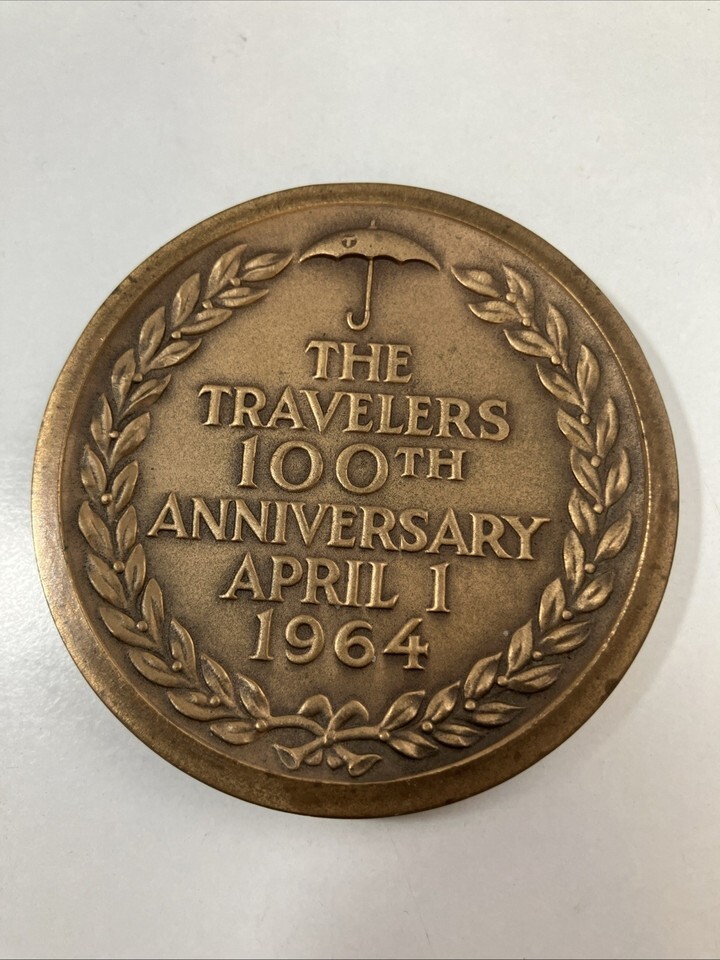 T
THE
TRAVELERS
100TH
ANNIVERSARY
APRIL 1
1964